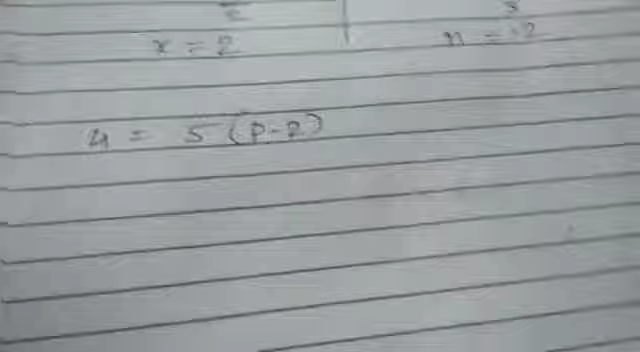 x = 2
n = -2
4 = 5 (p-2)